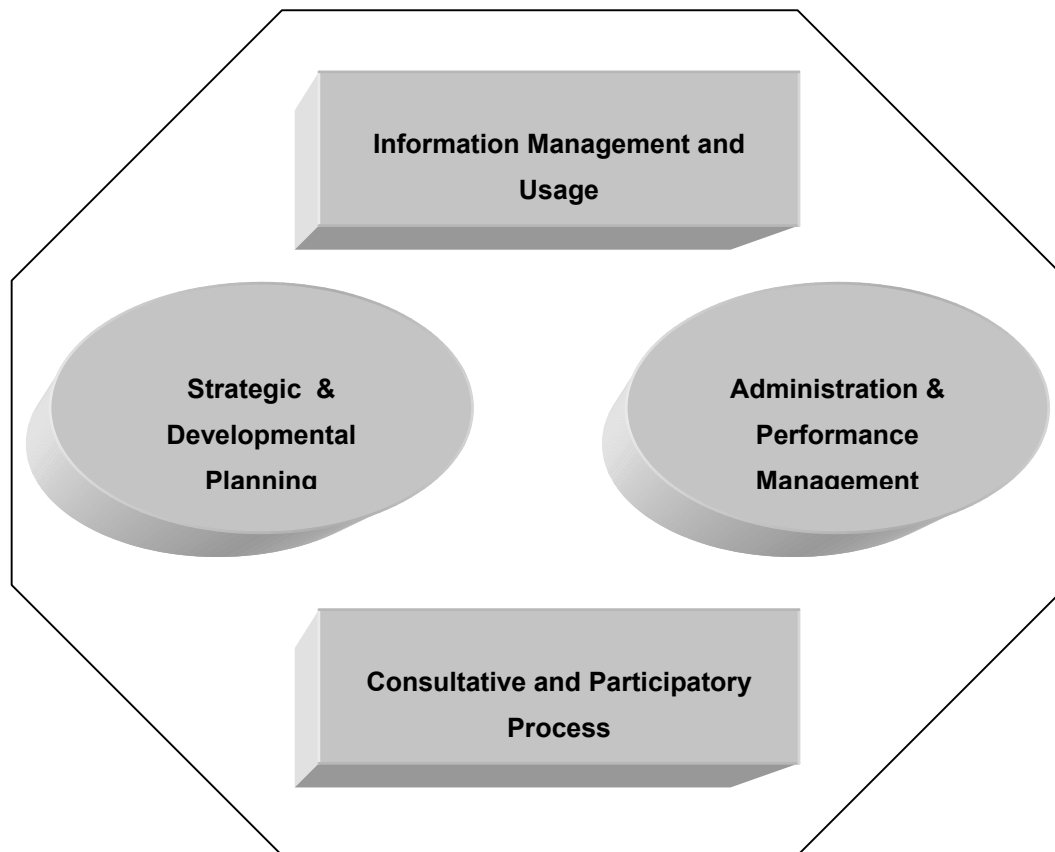 Information Management and
Usage
Strategic &
Developmental
Planning
Administration &
Performance
Management
Consultative and Participatory
Process